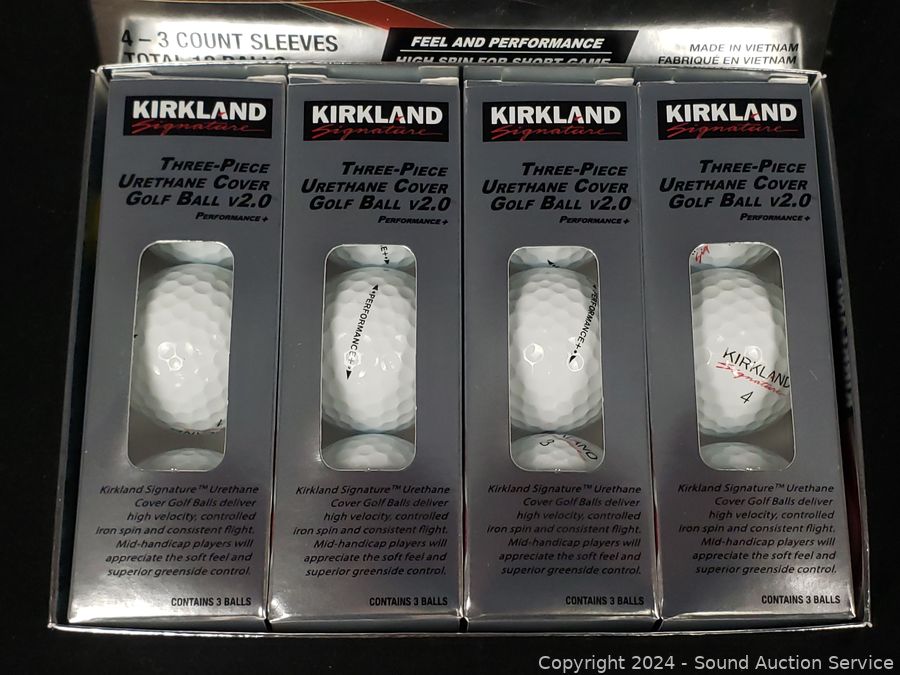 4 – 3 COUNT SLEEVES
FEEL AND PERFORMANCE
HIGH SPIN FOR SHORT GAME
MADE IN VIETNAM
FABRIQUÉ EN VIETNAM
KIRKLAND
Signature
THREE-PIECE
URETHANE COVER
GOLF BALL V2.0
PERFORMANCE+
Kirkland Signature™ Urethane
Cover Golf Balls deliver
high velocity, controlled
iron spin and consistent flight.
Mid-handicap players will
appreciate the soft feel and
superior greenside control.
CONTAINS 3 BALLS
KIRKLAND
Signature
THREE-PIECE
URETHANE COVER
GOLF BALL V2.0
PERFORMANCE+
PERFORMANCE+
Kirkland Signature™ Urethane
Cover Golf Balls deliver
high velocity, controlled
iron spin and consistent flight.
Mid-handicap players will
appreciate the soft feel and
superior greenside control.
CONTAINS 3 BALLS
KIRKLAND
Signature
THREE-PIECE
URETHANE COVER
GOLF BALL V2.0
PERFORMANCE+
PERFORMANCE+
3
Kirkland Signature™ Urethane
Cover Golf Balls deliver
high velocity, controlled
iron spin and consistent flight.
Mid-handicap players will
appreciate the soft feel and
superior greenside control.
CONTAINS 3 BALLS
KIRKLAND
Signature
THREE-PIECE
URETHANE COVER
GOLF BALL V2.0
PERFORMANCE+
KIRKLAND
Signature
4
Kirkland Signature™ Urethane
Cover Golf Balls deliver
high velocity, controlled
iron spin and consistent flight.
Mid-handicap players will
appreciate the soft feel and
superior greenside control.
CONTAINS 3 BALLS
Copyright 2024 - Sound Auction Service